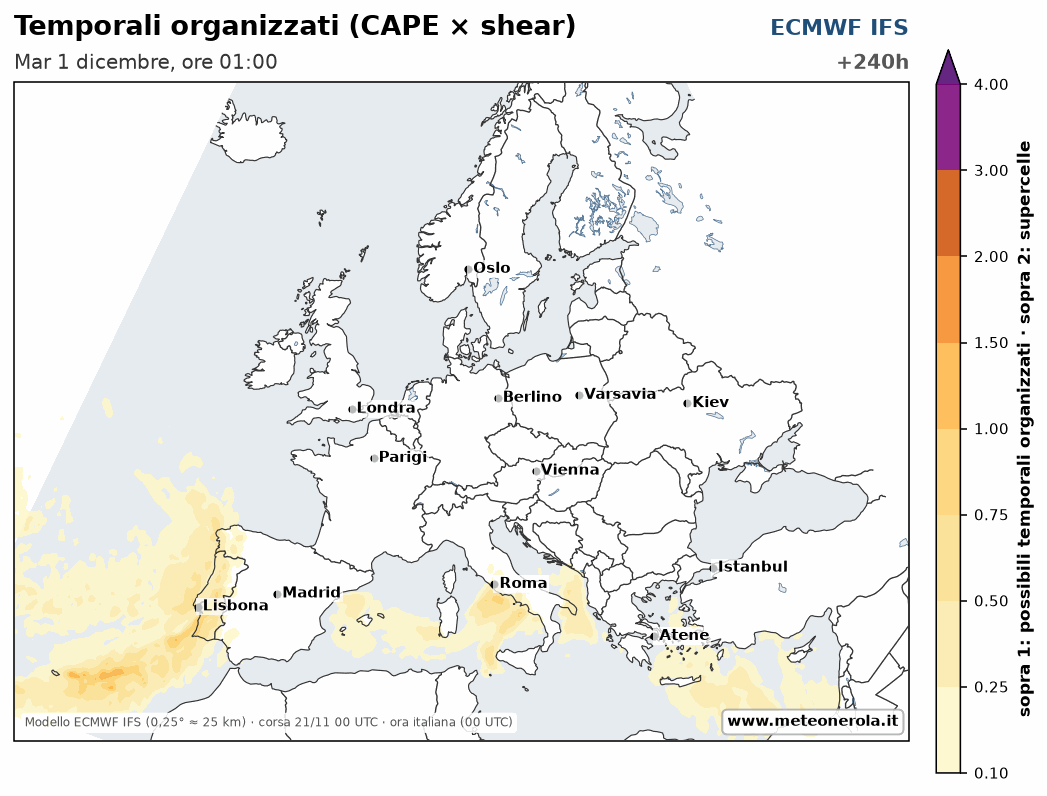 Temporali organizzati (CAPE × shear)
ECMWF IFS
Mar 1 dicembre, ore 01:00
+240h
Oslo
Londra
Berlino
Varsavia
Kiev
Parigi
Vienna
Istanbul
Roma
Madrid
Lisbona
Atene
Modello ECMWF IFS (0,25° ≈ 25 km) · corsa 21/11 00 UTC · ora italiana (00 UTC)
www.meteonerola.it
4.00
3.00
2.00
1.50
1.00
0.75
0.50
0.25
0.10
sopra 1: possibili temporali organizzati · sopra 2: supercelle